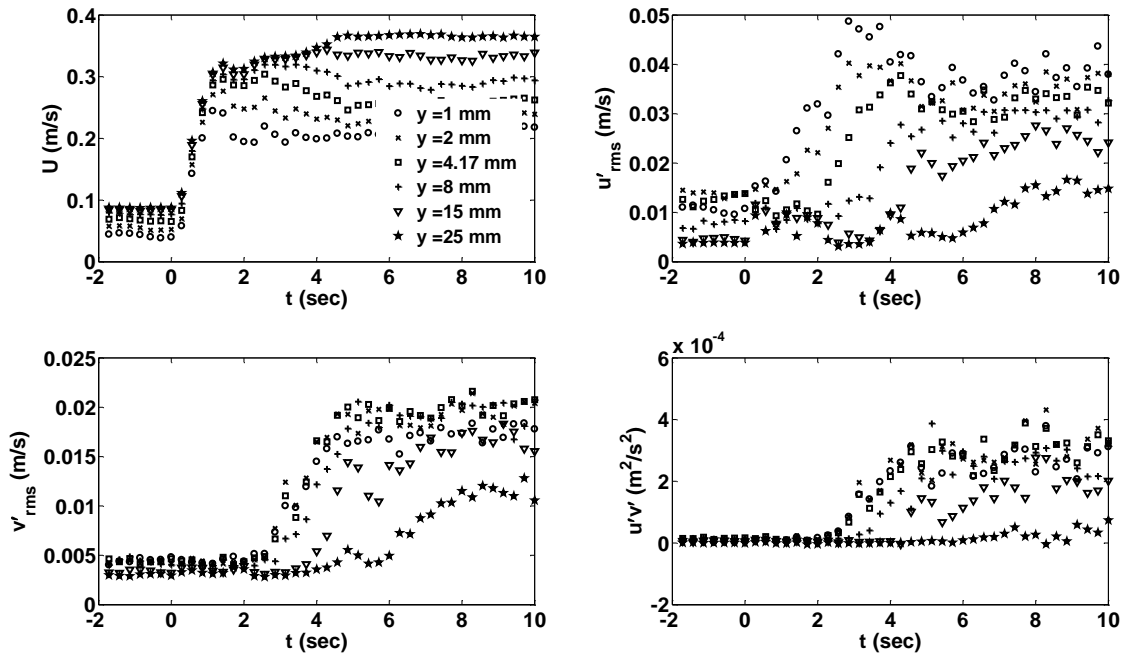 0.4
0.3
0.2
0.1
0
U (m/s)
-2 0 2 4 6 8 10
t (sec)
y =1 mm
y =2 mm
y =4.17 mm
y =8 mm
y =15 mm
y =25 mm
0.05
0.04
0.03
0.02
0.01
0
u'rms (m/s)
-2 0 2 4 6 8 10
t (sec)
0.025
0.02
0.015
0.01
0.005
0
v'rms (m/s)
-2 0 2 4 6 8 10
t (sec)
x 10-4
6
4
2
0
-2
u'v' (m2/s2)
-2 0 2 4 6 8 10
t (sec)